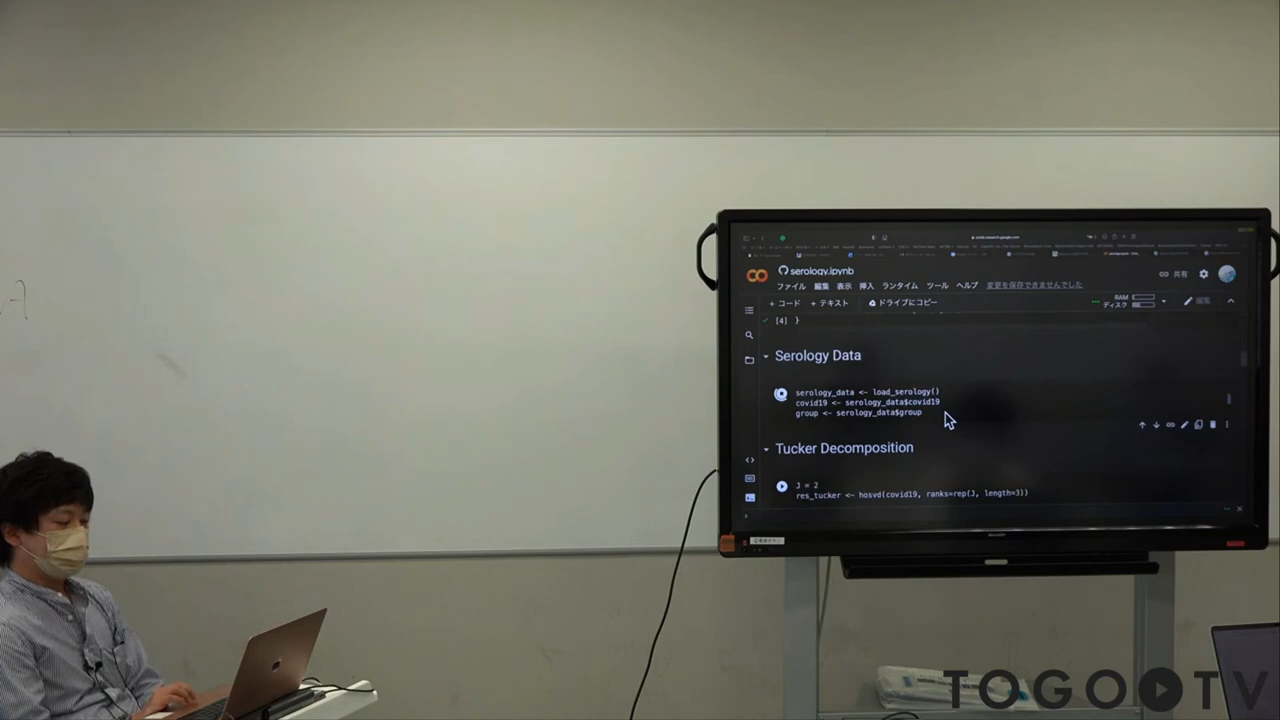 A
serology.ipynb
共有
ファイル 編集 表示 挿入 ランタイム ツール ヘルプ 変更を保存できませんでした
+ コード + テキスト ドライブにコピー
RAM
ディスク
編集
[4] }
Serology Data
serology_data <- load_serology()
covid19 <- serology_data$covid19
group <- serology_data$group
Tucker Decomposition
J = 2
res_tucker <- hosvd(covid19, ranks=rep(J, length=3))
TOGO TV